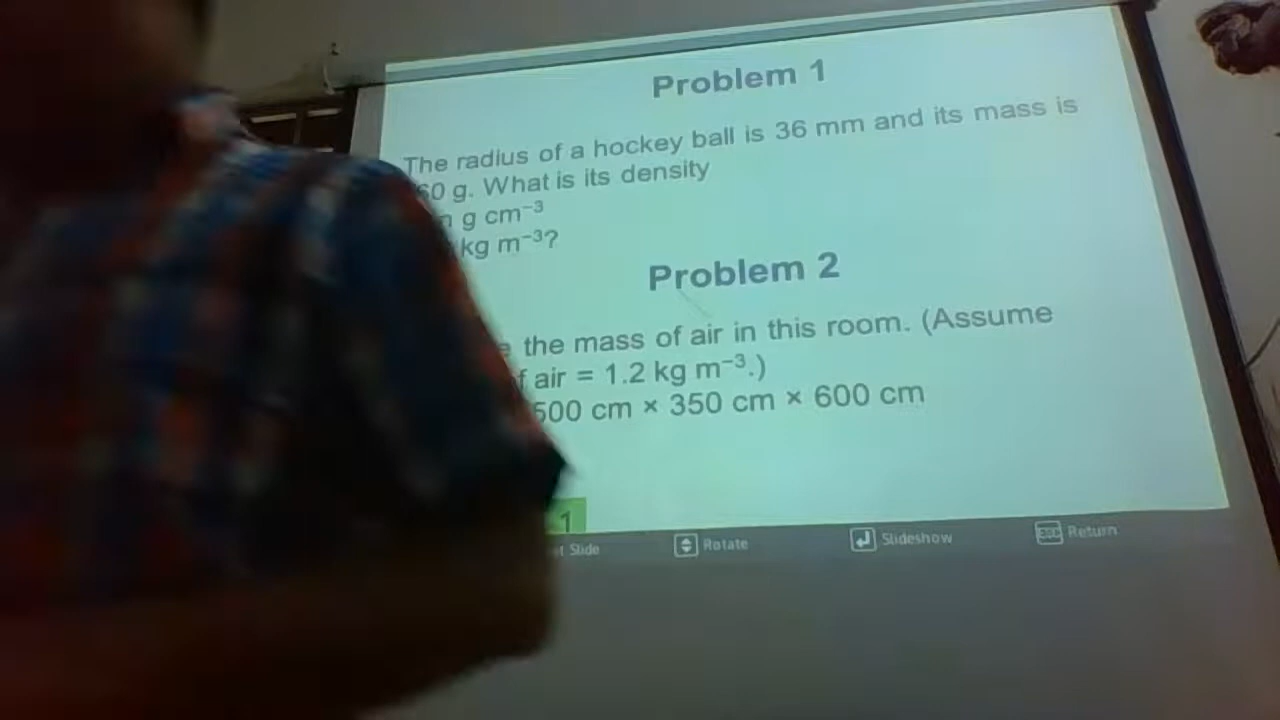 Problem 1
The radius of a hockey ball is 36 mm and its mass is
60 g. What is its density
g cm⁻³
kg m⁻³?
Problem 2
the mass of air in this room. (Assume
air = 1.2 kg m⁻³.)
500 cm × 350 cm × 600 cm
1
Slide
Rotate
Slideshow
ESC Return